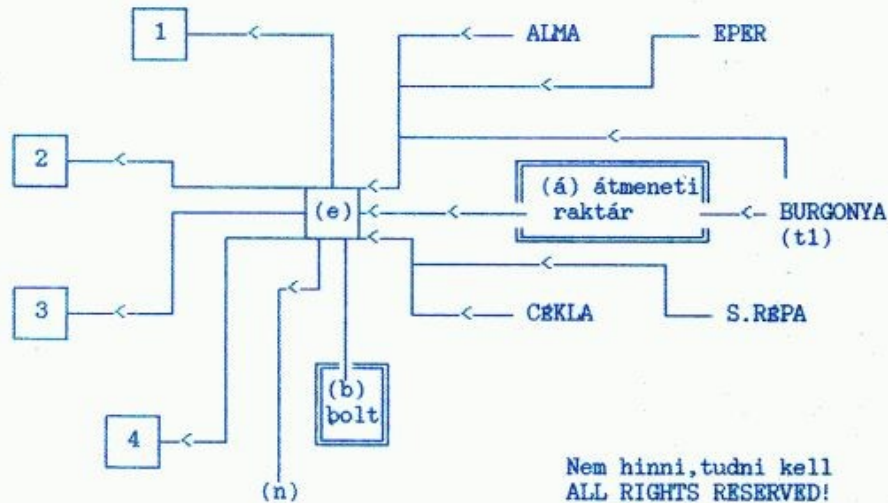 1
ALMA
EPER
2
(á) átmeneti
raktár
(e)
BURGONYA
(t1)
3
CÉKLA
S.RÉPA
(b)
bolt
4
(n)
Nem hinni,tudni kell
ALL RIGHTS RESERVED!